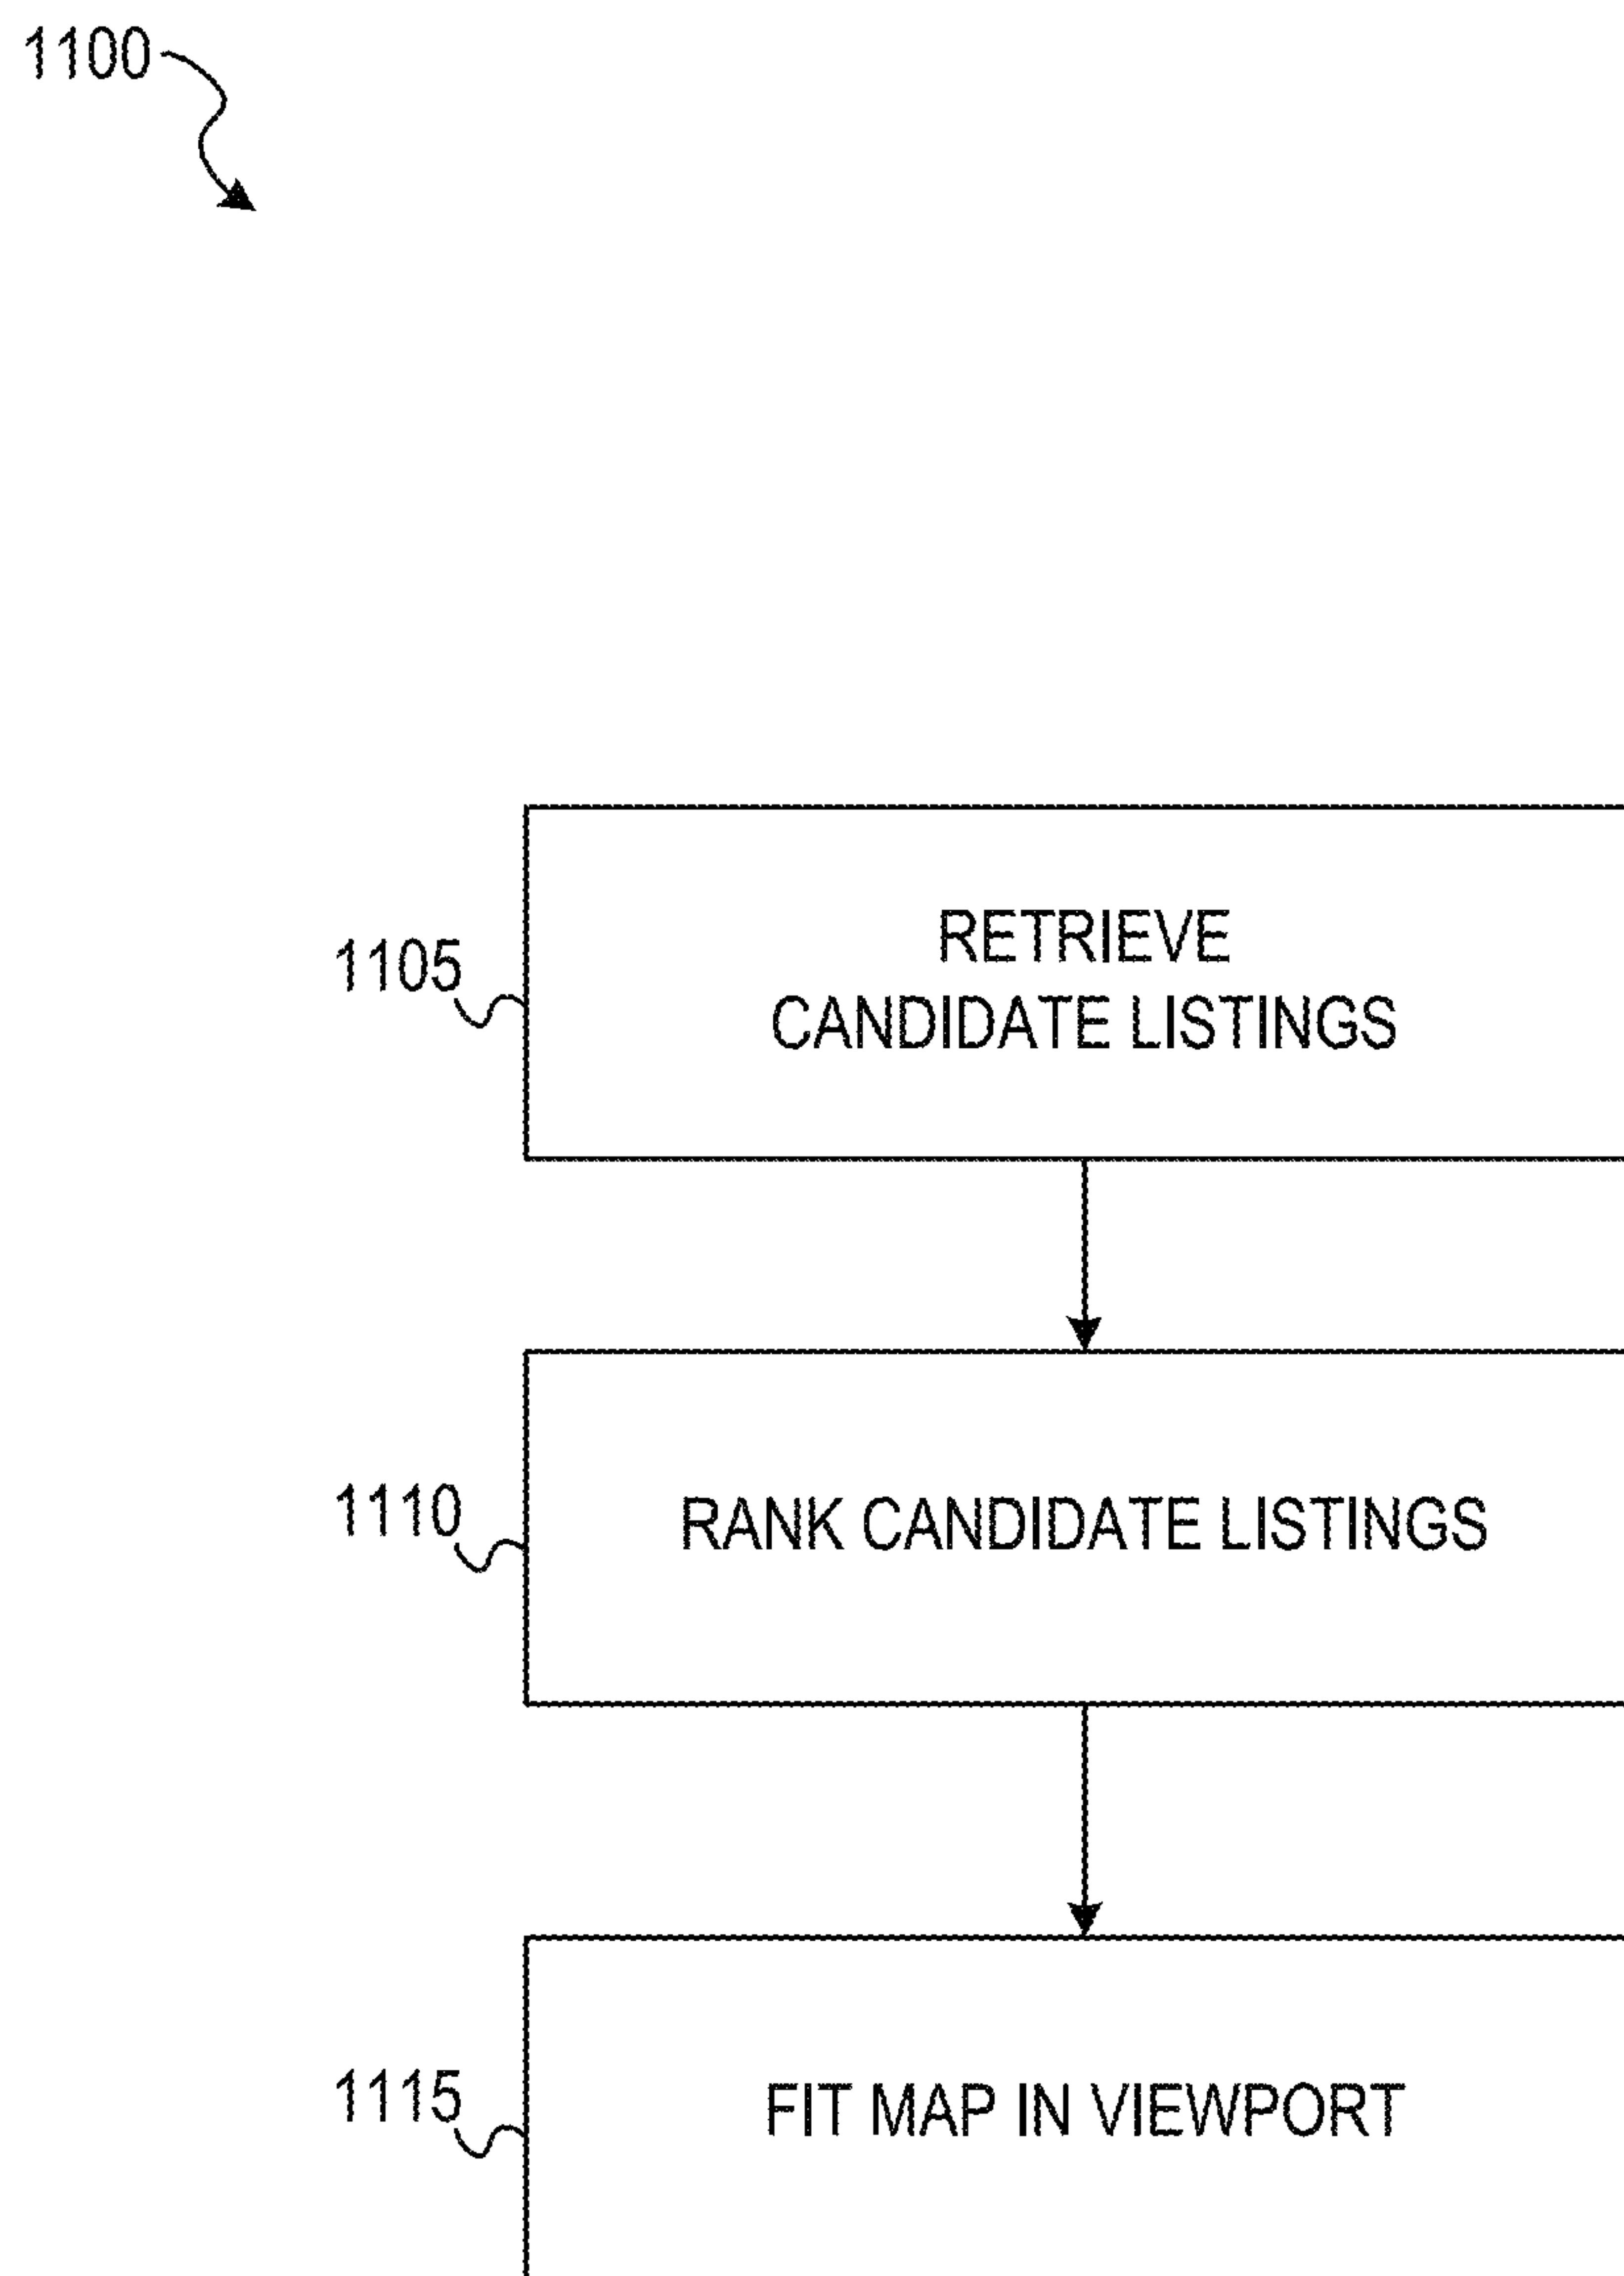 1100
1105
RETRIEVE
CANDIDATE LISTINGS
1110
RANK CANDIDATE LISTINGS
1115
FIT MAP IN VIEWPORT